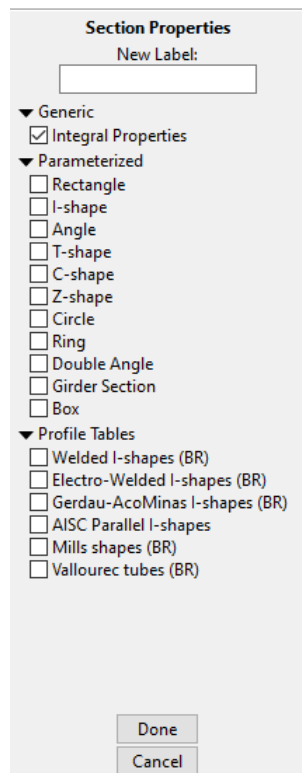 Section Properties
New Label:
Generic
Integral Properties
Parameterized
Rectangle
I-shape
Angle
T-shape
C-shape
Z-shape
Circle
Ring
Double Angle
Girder Section
Box
Profile Tables
Welded I-shapes (BR)
Electro-Welded I-shapes (BR)
Gerdau-AcoMinas I-shapes (BR)
AISC Parallel I-shapes
Mills shapes (BR)
Vallourec tubes (BR)
Done
Cancel